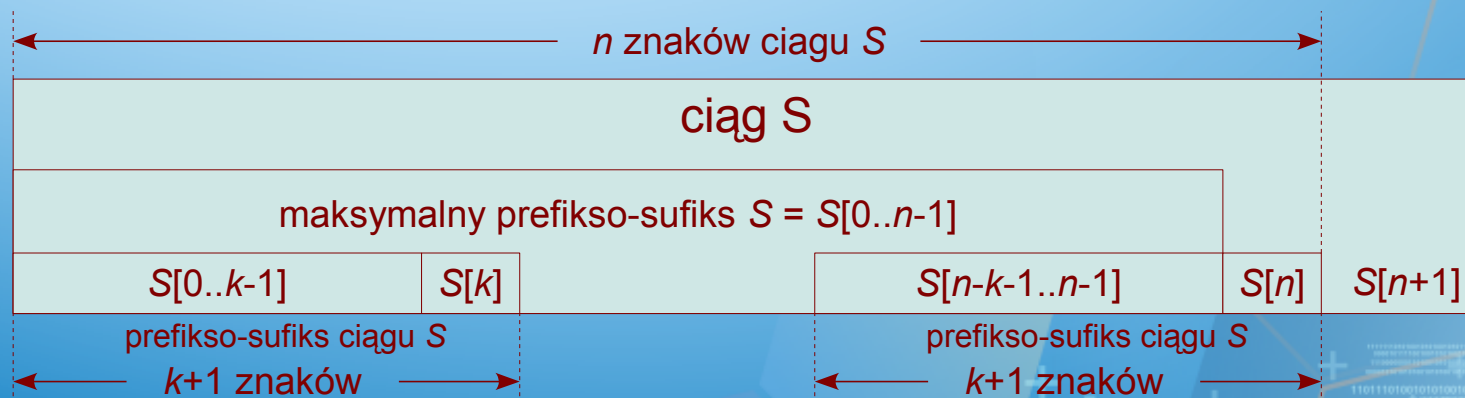 n znaków ciagu S
ciąg S
maksymalny prefikso-sufiks S = S[0..n-1]
S[0..k-1] S[k] S[n-k-1..n-1] S[n] S[n+1]
prefikso-sufiks ciągu S prefikso-sufiks ciągu S
k+1 znaków k+1 znaków